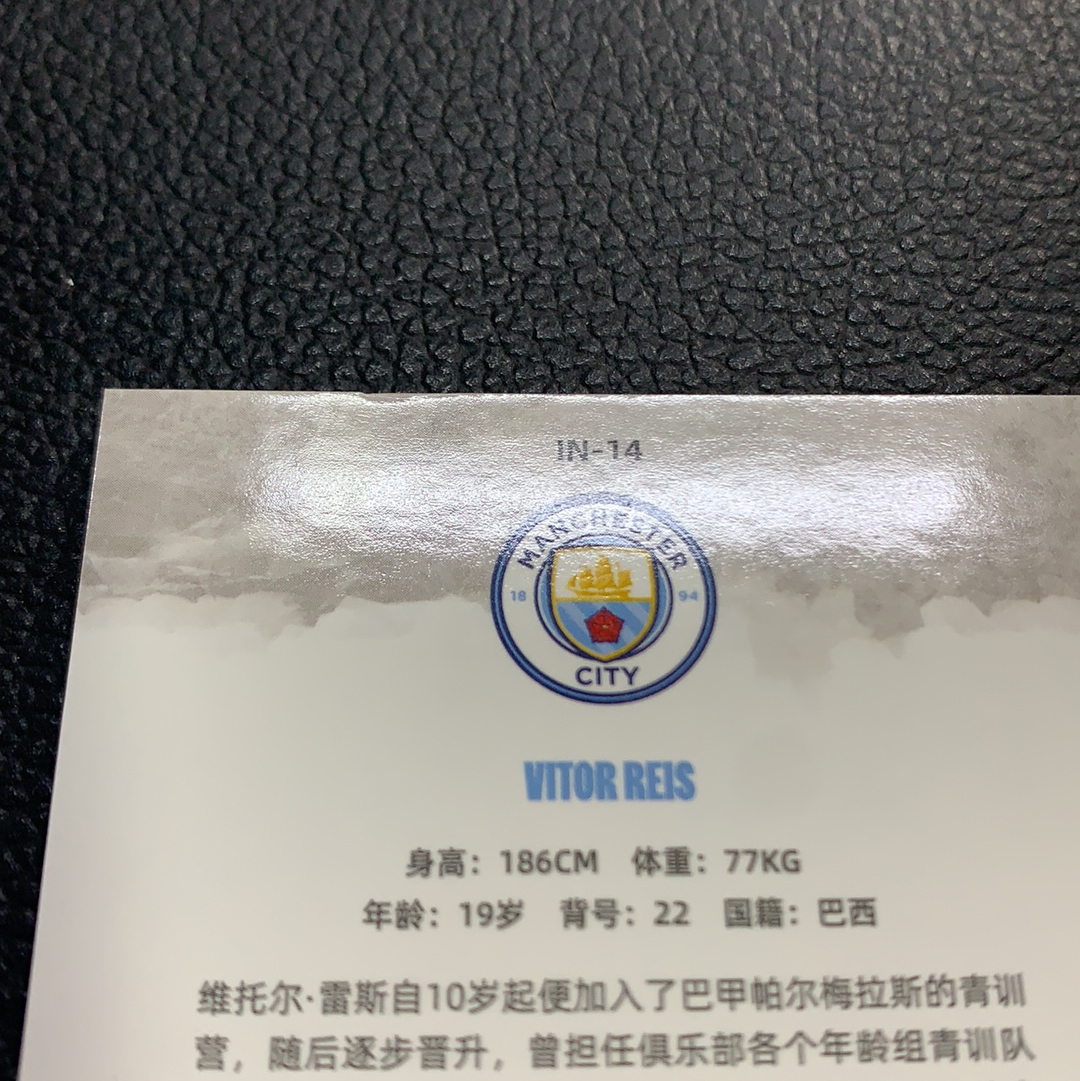 IN-14
MANCHESTER
18 94
CITY
VITOR REIS
身高：186CM 体重：77KG
年龄：19岁 背号：22 国籍：巴西
维托尔·雷斯自10岁起便加入了巴甲帕尔梅拉斯的青训
营，随后逐步晋升，曾担任俱乐部各个年龄组青训队